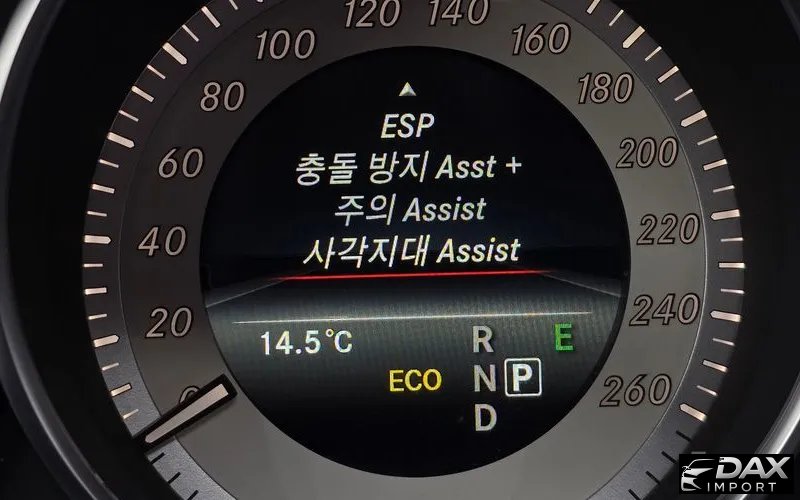 120 140
100 160
80 180
60 200
40 220
20 240
0 260
ESP
충돌 방지 Asst +
주의 Assist
사각지대 Assist
14.5°C
R
E
ECO
N P
D
DAX
IMPORT